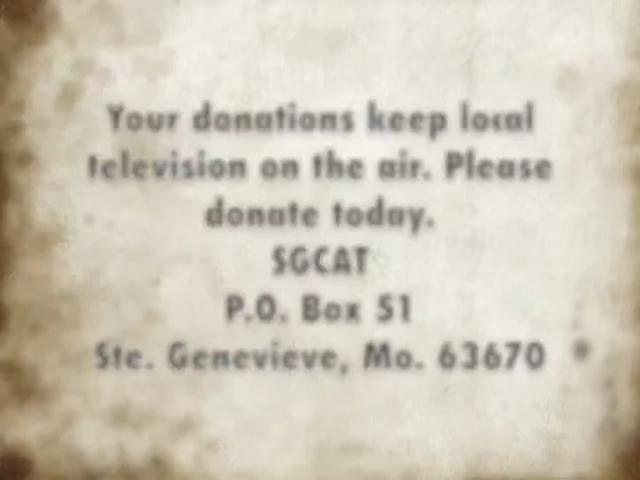 Your donations keep local
television on the air. Please
donate today.
SGCAT
P.O. Box 51
Ste. Genevieve, Mo. 63670